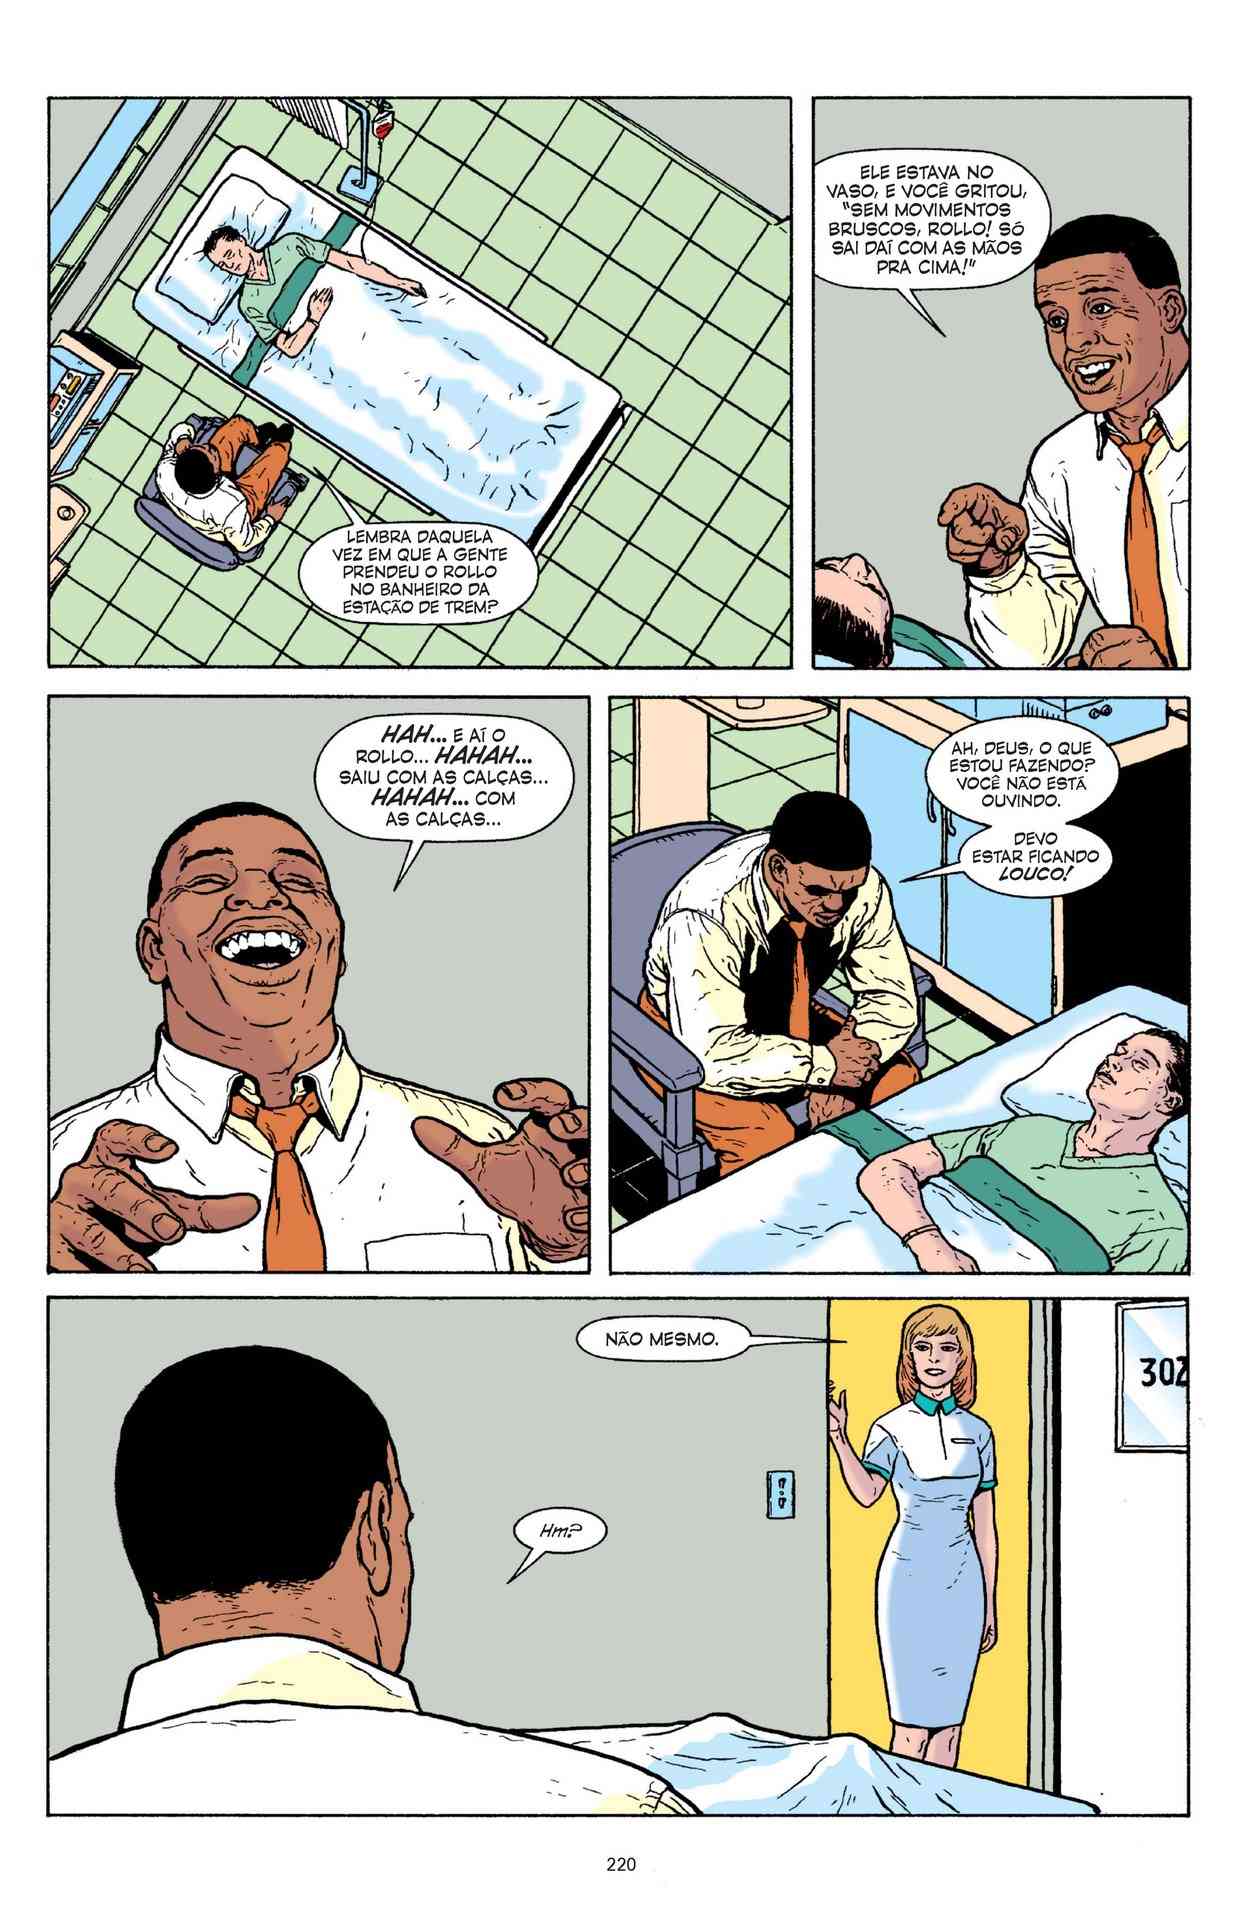 LEMBRA DAQUELA
VEZ EM QUE A GENTE
PRENDEU O ROLLO
NO BANHEIRO DA
ESTAÇÃO DE TREM?
ELE ESTAVA NO
VASO, E VOCÊ GRITOU,
"SEM MOVIMENTOS
BRUSCOS, ROLLO! SÓ
SAI DAÍ COM AS MÃOS
PRA CIMA!"
HAH... E AÍ O
ROLLO... HAHAH...
SAIU COM AS CALÇAS...
HAHAH... COM
AS CALÇAS...
AH, DEUS, O QUE
ESTOU FAZENDO?
VOCÊ NÃO ESTÁ
OUVINDO.
DEVO
ESTAR FICANDO
LOUCO!
NÃO MESMO.
302
HM?
220